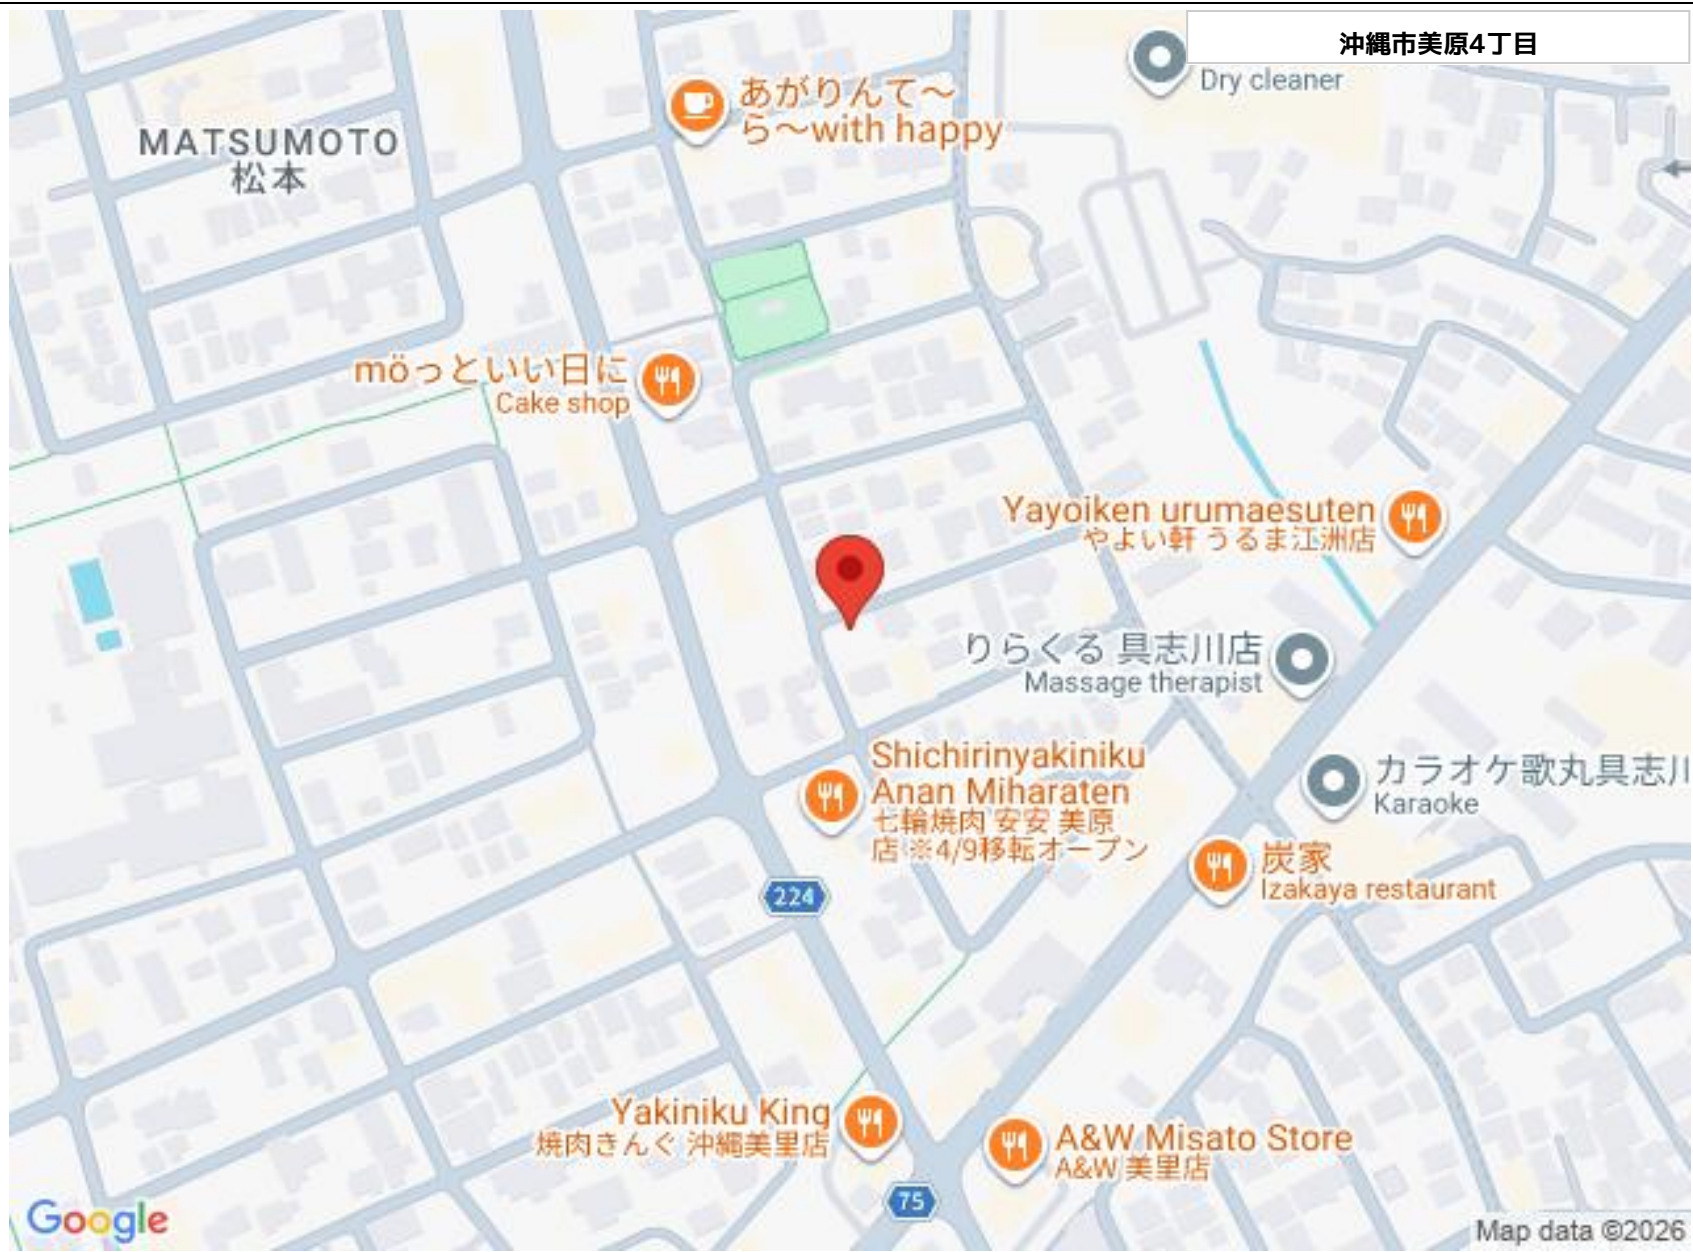 沖縄市美原4丁目
Dry cleaner
あがりんて～
ら～with happy
MATSUMOTO
松本
möっといい日に
Cake shop
Yayoiken urumaesuten
やよい軒 うるま江洲店
りらくる 具志川店
Massage therapist
Shichirinyakiniku
Anan Miharaten
七輪焼肉 安安 美原
店 ※4/9移転オープン
カラオケ歌丸具志川
Karaoke
炭家
Izakaya restaurant
224
Yakiniku King
焼肉きんぐ 沖縄美里店
A&W Misato Store
A&W 美里店
75
Google
Map data ©2026